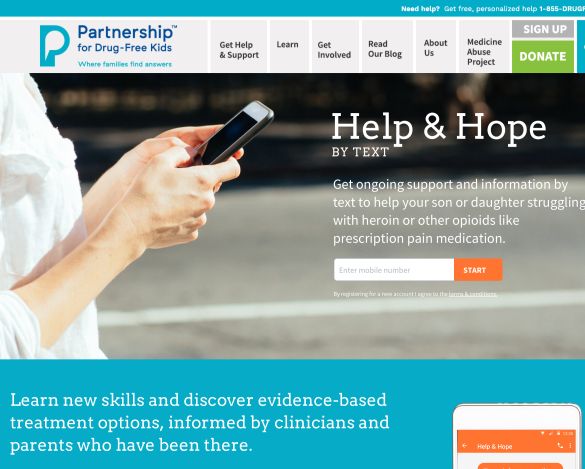 Need help? Get free, personalized help 1-855-DRUGF
Partnership™
for Drug-Free Kids
Where families find answers
Get Help
& Support
Learn
Get
Involved
Read
Our Blog
About
Us
Medicine
Abuse
Project
SIGN UP
DONATE
Help & Hope
BY TEXT
Get ongoing support and information by
text to help your son or daughter struggling
with heroin or other opioids like
prescription pain medication.
Enter mobile number
START
By registering for a new account I agree to the terms & conditions.
Learn new skills and discover evidence-based
treatment options, informed by clinicians and
parents who have been there.
Help & Hope